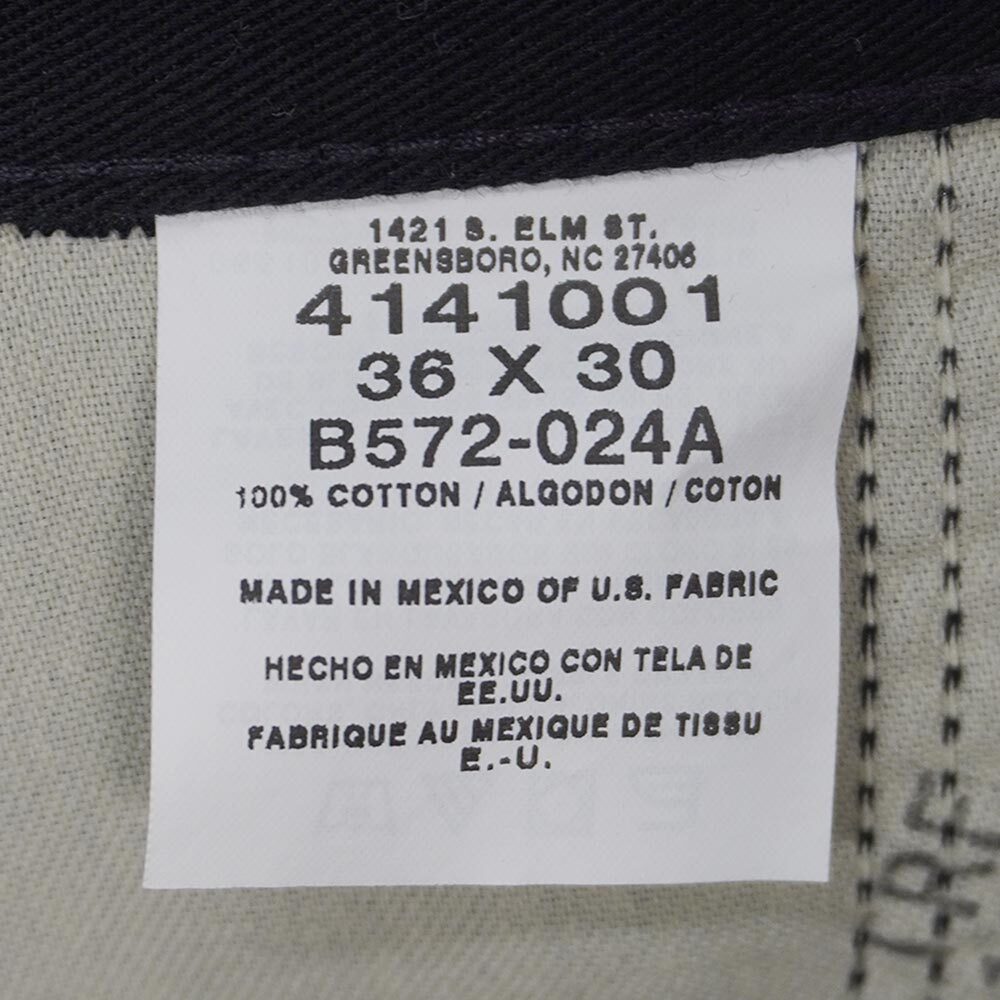 1421 S. ELM ST.
GREENSBORO, NC 27406
4141001
36 X 30
B572-024A
100% COTTON / ALGODON / COTON
MADE IN MEXICO OF U.S. FABRIC
HECHO EN MEXICO CON TELA DE
EE.UU.
FABRIQUE AU MEXIQUE DE TISSU
E.-U.